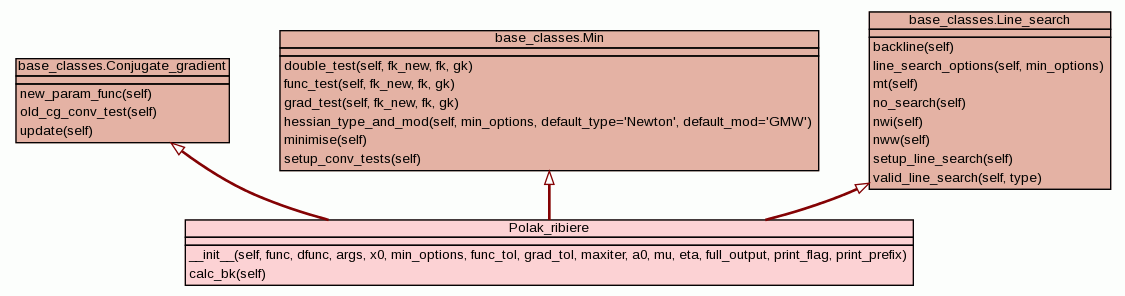 base_classes.Conjugate_gradient
new_param_func(self)
old_cg_conv_test(self)
update(self)
base_classes.Min
double_test(self, fk_new, fk, gk)
func_test(self, fk_new, fk, gk)
grad_test(self, fk_new, fk, gk)
hessian_type_and_mod(self, min_options, default_type='Newton', default_mod='GMW')
minimise(self)
setup_conv_tests(self)
base_classes.Line_search
backline(self)
line_search_options(self, min_options)
mt(self)
no_search(self)
nwi(self)
nww(self)
setup_line_search(self)
valid_line_search(self, type)
Polak_ribiere
__init__(self, func, dfunc, args, x0, min_options, func_tol, grad_tol, maxiter, a0, mu, eta, full_output, print_flag, print_prefix)
calc_bk(self)